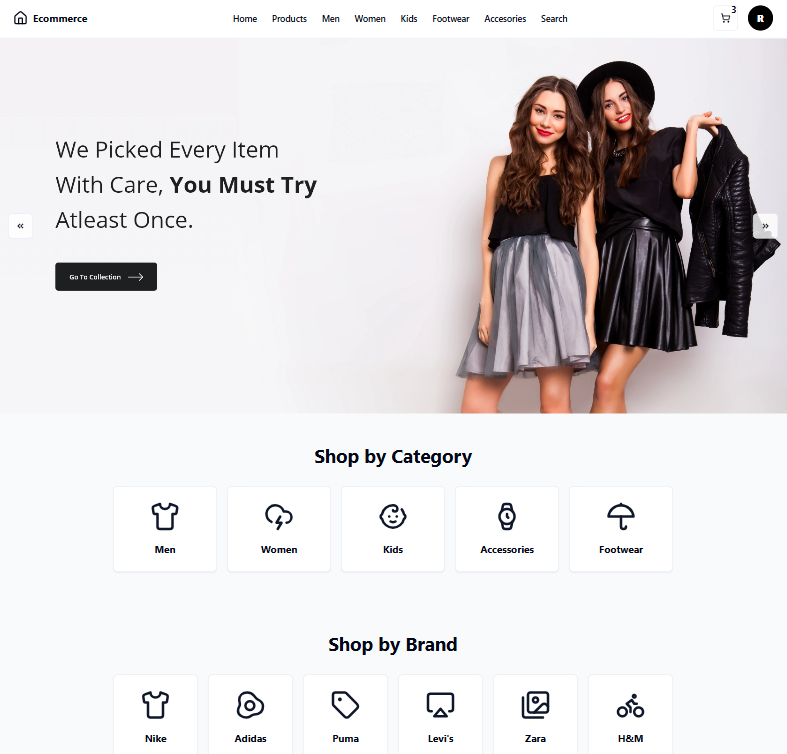 Ecommerce
Home Products Men Women Kids Footwear Accesories Search
3
R
We Picked Every Item
With Care, You Must Try
Atleast Once.
«
»
Go To Collection
Shop by Category
Men Women Kids Accessories Footwear
Shop by Brand
Nike Adidas Puma Levi's Zara H&M